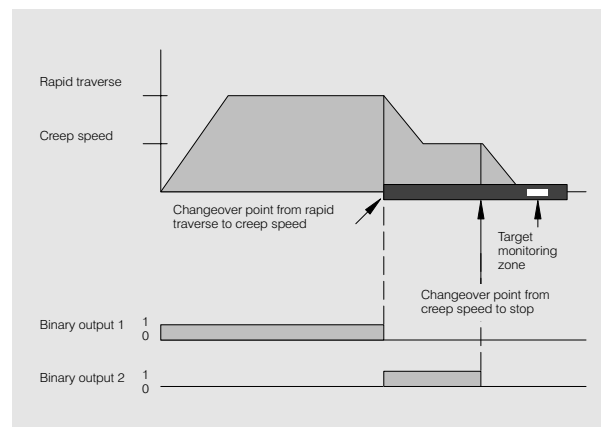 Rapid traverse
Creep speed
Changeover point from rapid
traverse to creep speed
Target
monitoring
zone
Changeover point from
creep speed to stop
Binary output 1
1
0
Binary output 2
1
0